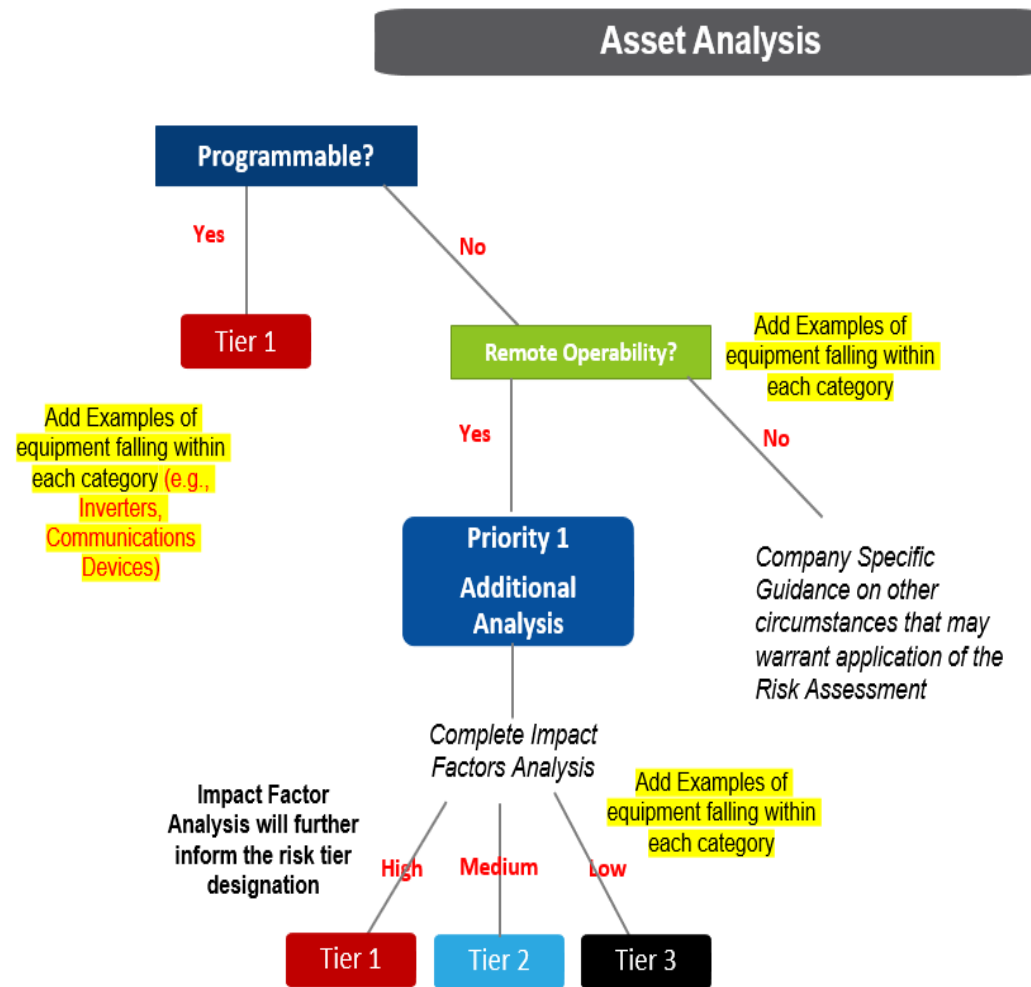 Asset Analysis
Programmable?
Yes
No
Tier 1
Remote Operability?
Add Examples of
equipment falling within
each category
Add Examples of
equipment falling within
each category (e.g.,
Inverters,
Communications
Devices)
Yes
No
Priority 1
Additional
Analysis
Company Specific
Guidance on other
circumstances that may
warrant application of the
Risk Assessment
Complete Impact
Factors Analysis
Impact Factor
Analysis will further
inform the risk tier
designation
Add Examples of
equipment falling within
each category
High
Medium
Low
Tier 1
Tier 2
Tier 3